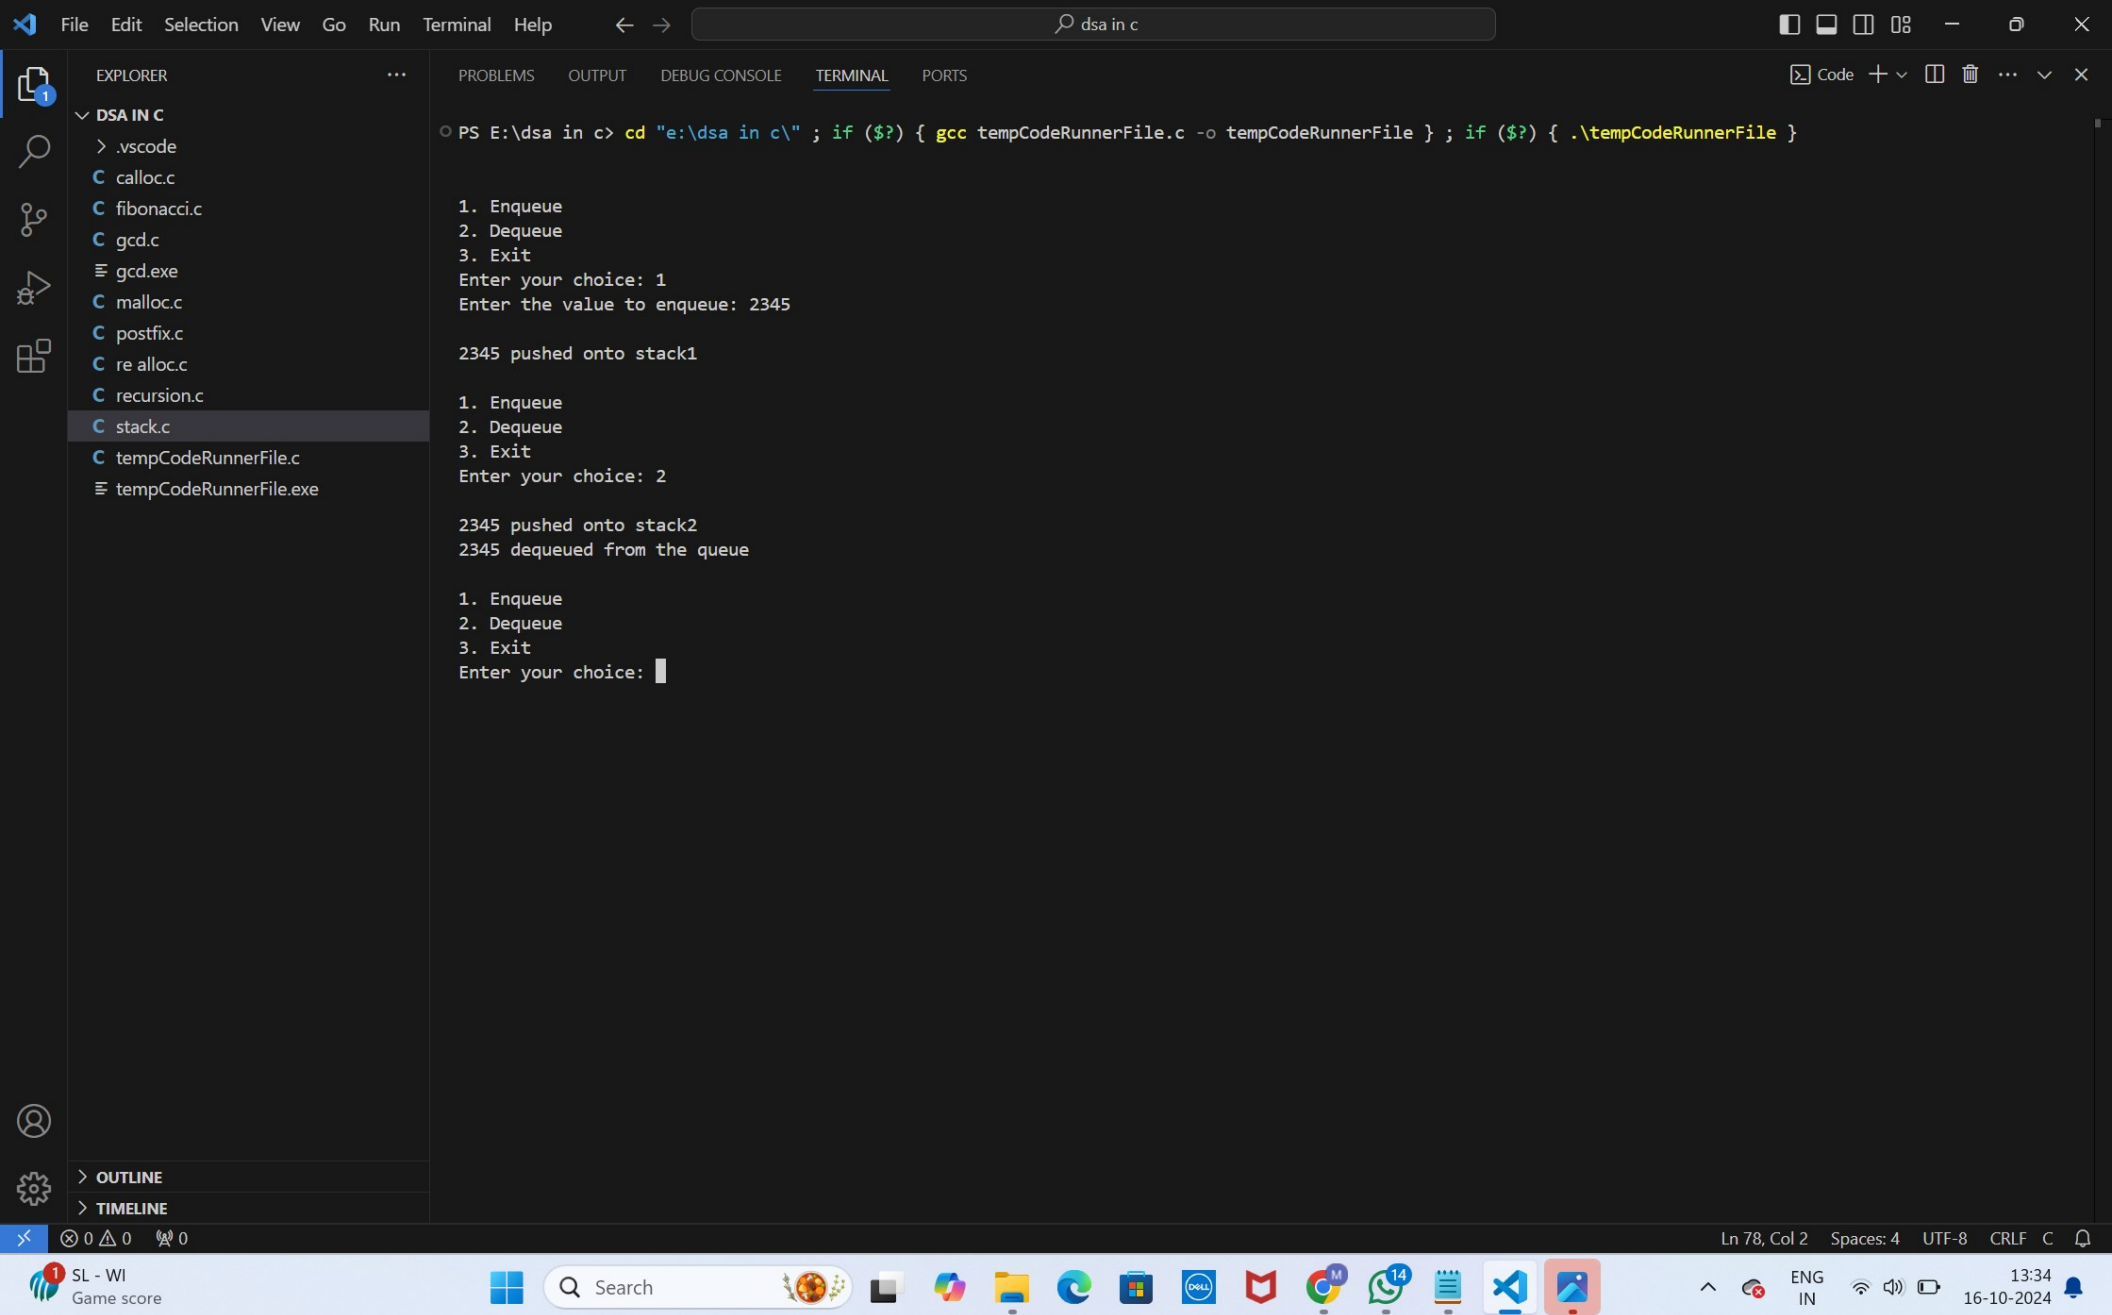 File Edit Selection View Go Run Terminal Help dsa in c
EXPLORER
PROBLEMS OUTPUT DEBUG CONSOLE TERMINAL PORTS Code
1
DSA IN C
.vscode
C calloc.c
C fibonacci.c
C gcd.c
gcd.exe
C malloc.c
C postfix.c
C re alloc.c
C recursion.c
C stack.c
C tempCodeRunnerFile.c
tempCodeRunnerFile.exe
PS E:\dsa in c> cd "e:\dsa in c\" ; if ($?) { gcc tempCodeRunnerFile.c -o tempCodeRunnerFile } ; if ($?) { .\tempCodeRunnerFile }
1. Enqueue
2. Dequeue
3. Exit
Enter your choice: 1
Enter the value to enqueue: 2345
2345 pushed onto stack1
1. Enqueue
2. Dequeue
3. Exit
Enter your choice: 2
2345 pushed onto stack2
2345 dequeued from the queue
1. Enqueue
2. Dequeue
3. Exit
Enter your choice:
OUTLINE
TIMELINE
0 0 0 Ln 78, Col 2 Spaces: 4 UTF-8 CRLF C
1 SL - WI
Game score
Search
DELL
M
14
ENG
IN
13:34
16-10-2024